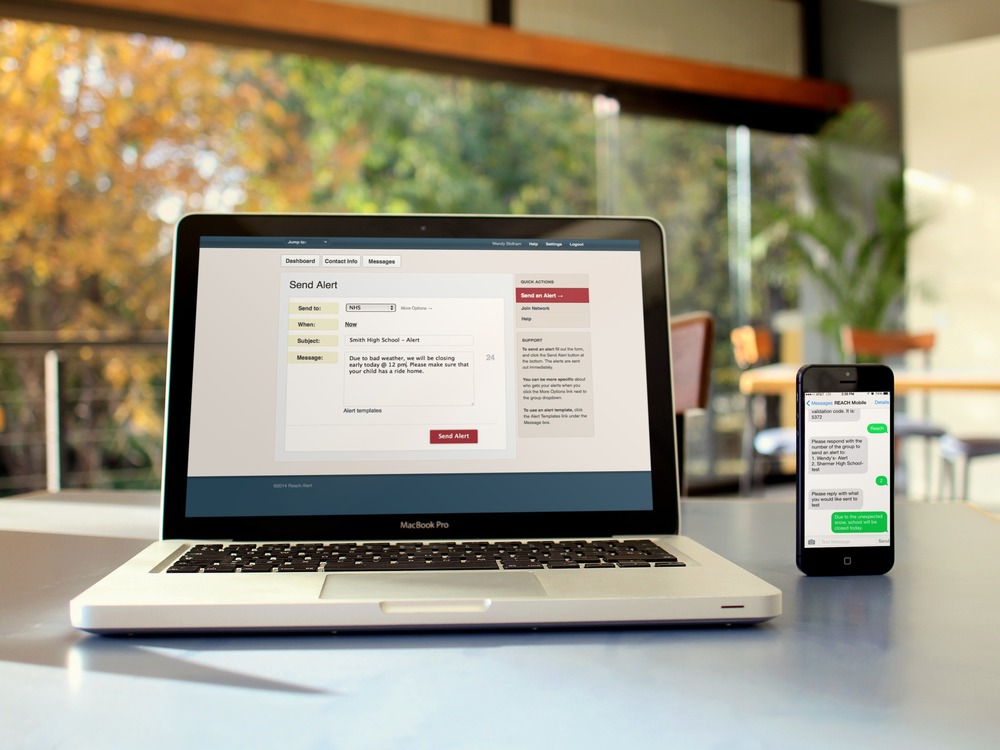 Jump to:
Wendy Oldham Help Settings Logout
Dashboard Contact Info Messages
Send Alert
Send to: NHS More Options →
When: Now
Subject: Smith High School – Alert
Message: Due to bad weather, we will be closing
early today @ 12 pm. Please make sure that
your child has a ride home.
24
Alert templates
Send Alert
QUICK ACTIONS
Send an Alert →
Join Network
Help
SUPPORT
To send an alert fill out the form,
and click the Send Alert button at
the bottom. The alerts are sent
out immediately.
You can be more specific about
who gets your alerts when you
click the More Options link next to
the group dropdown.
To use an alert template, click
the Alert Templates link under the
Message box.
©2014 Reach Alert
MacBook Pro
Messages REACH Mobile Details
validation code. It is:
5372
Reach
Please respond with the
number of the group to
send an alert to:
1. Wendy's- Alert
2. Shermer High School-
test
2
Please reply with what
you would like sent to
test
Due to the unexpected
snow, school will be
closed today.
Text Message Send